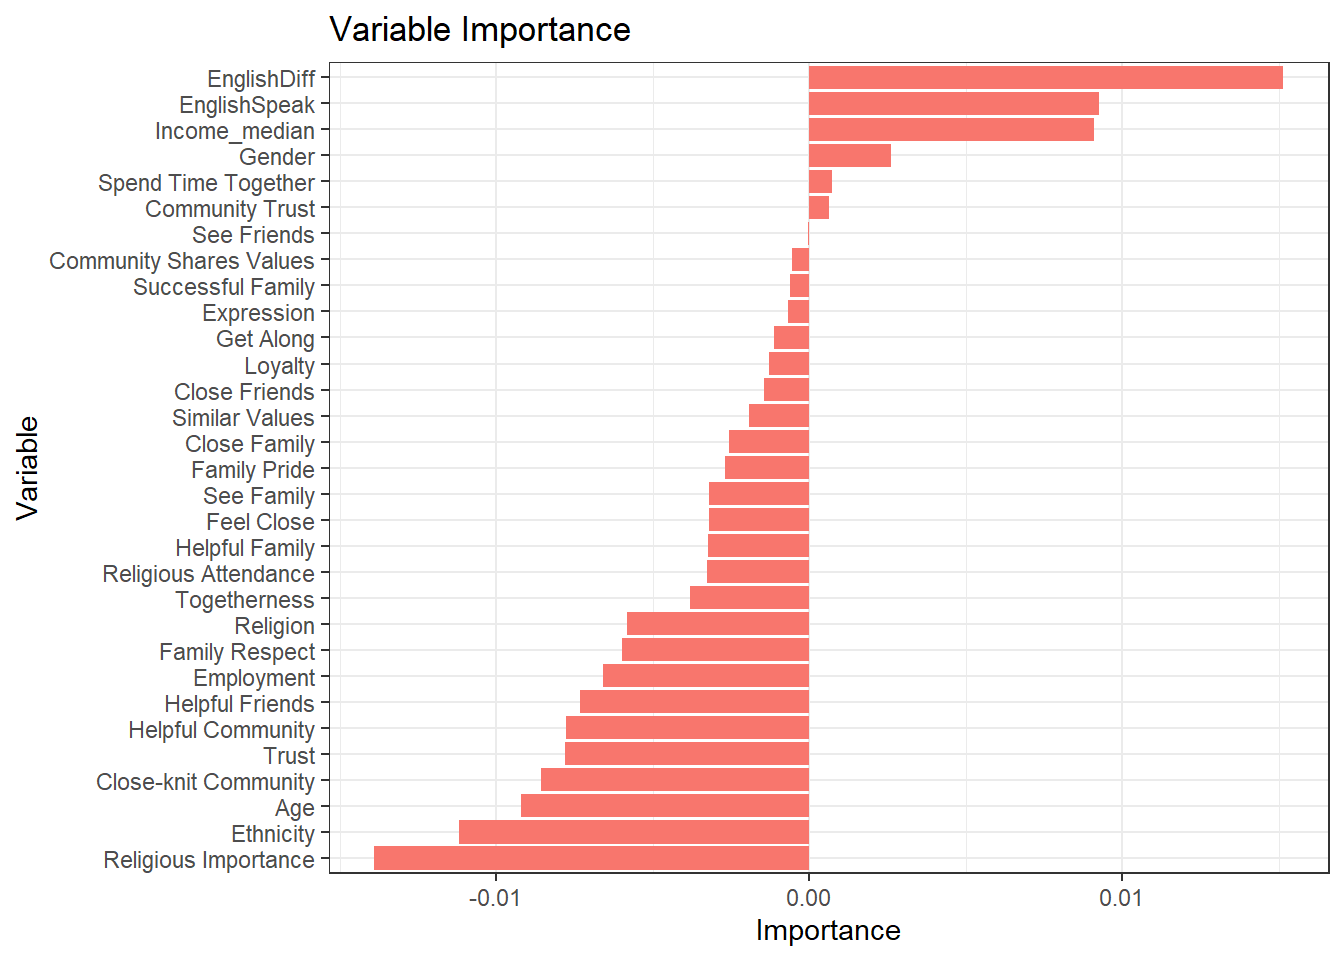 Variable Importance
EnglishDiff
EnglishSpeak
Income_median
Gender
Spend Time Together
Community Trust
See Friends
Community Shares Values
Successful Family
Expression
Get Along
Loyalty
Close Friends
Similar Values
Close Family
Family Pride
See Family
Feel Close
Helpful Family
Religious Attendance
Togetherness
Religion
Family Respect
Employment
Helpful Friends
Helpful Community
Trust
Close-knit Community
Age
Ethnicity
Religious Importance
Variable
-0.01 0.00 0.01
Importance